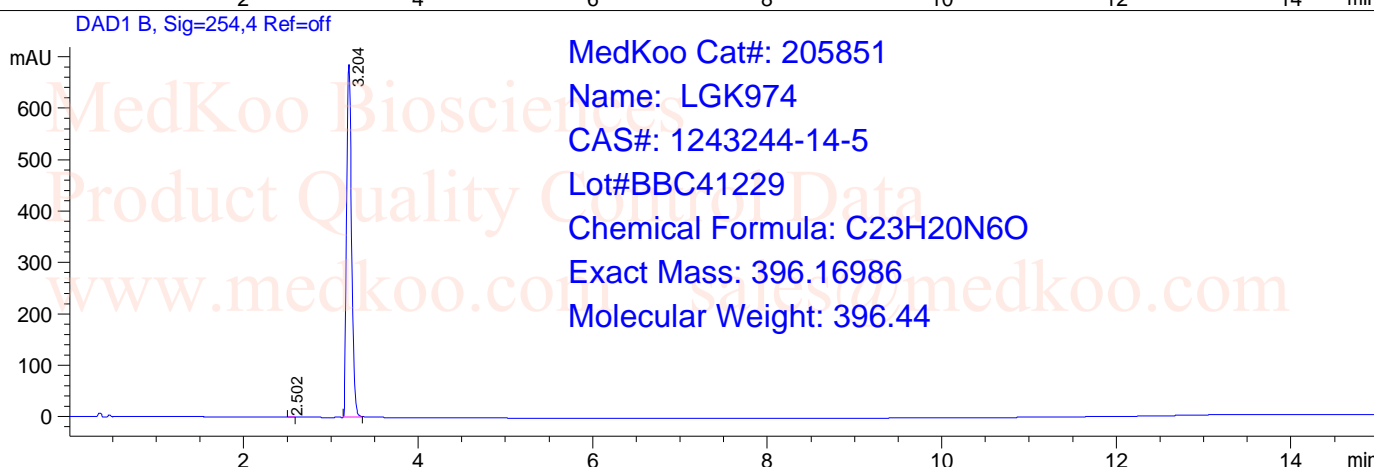 2 4 6 8 10 12 14 min
DAD1 B, Sig=254,4 Ref=off
mAU
3.204
MedKoo Cat#: 205851
Name: LGK974
CAS#: 1243244-14-5
Lot#BBC41229
Chemical Formula: C23H20N6O
Exact Mass: 396.16986
Molecular Weight: 396.44
MedKoo Biosciences
Product Quality Control Data
www.medkoo.com sales@medkoo.com
600
500
400
300
200
100
0
2.502
2 4 6 8 10 12 14 min